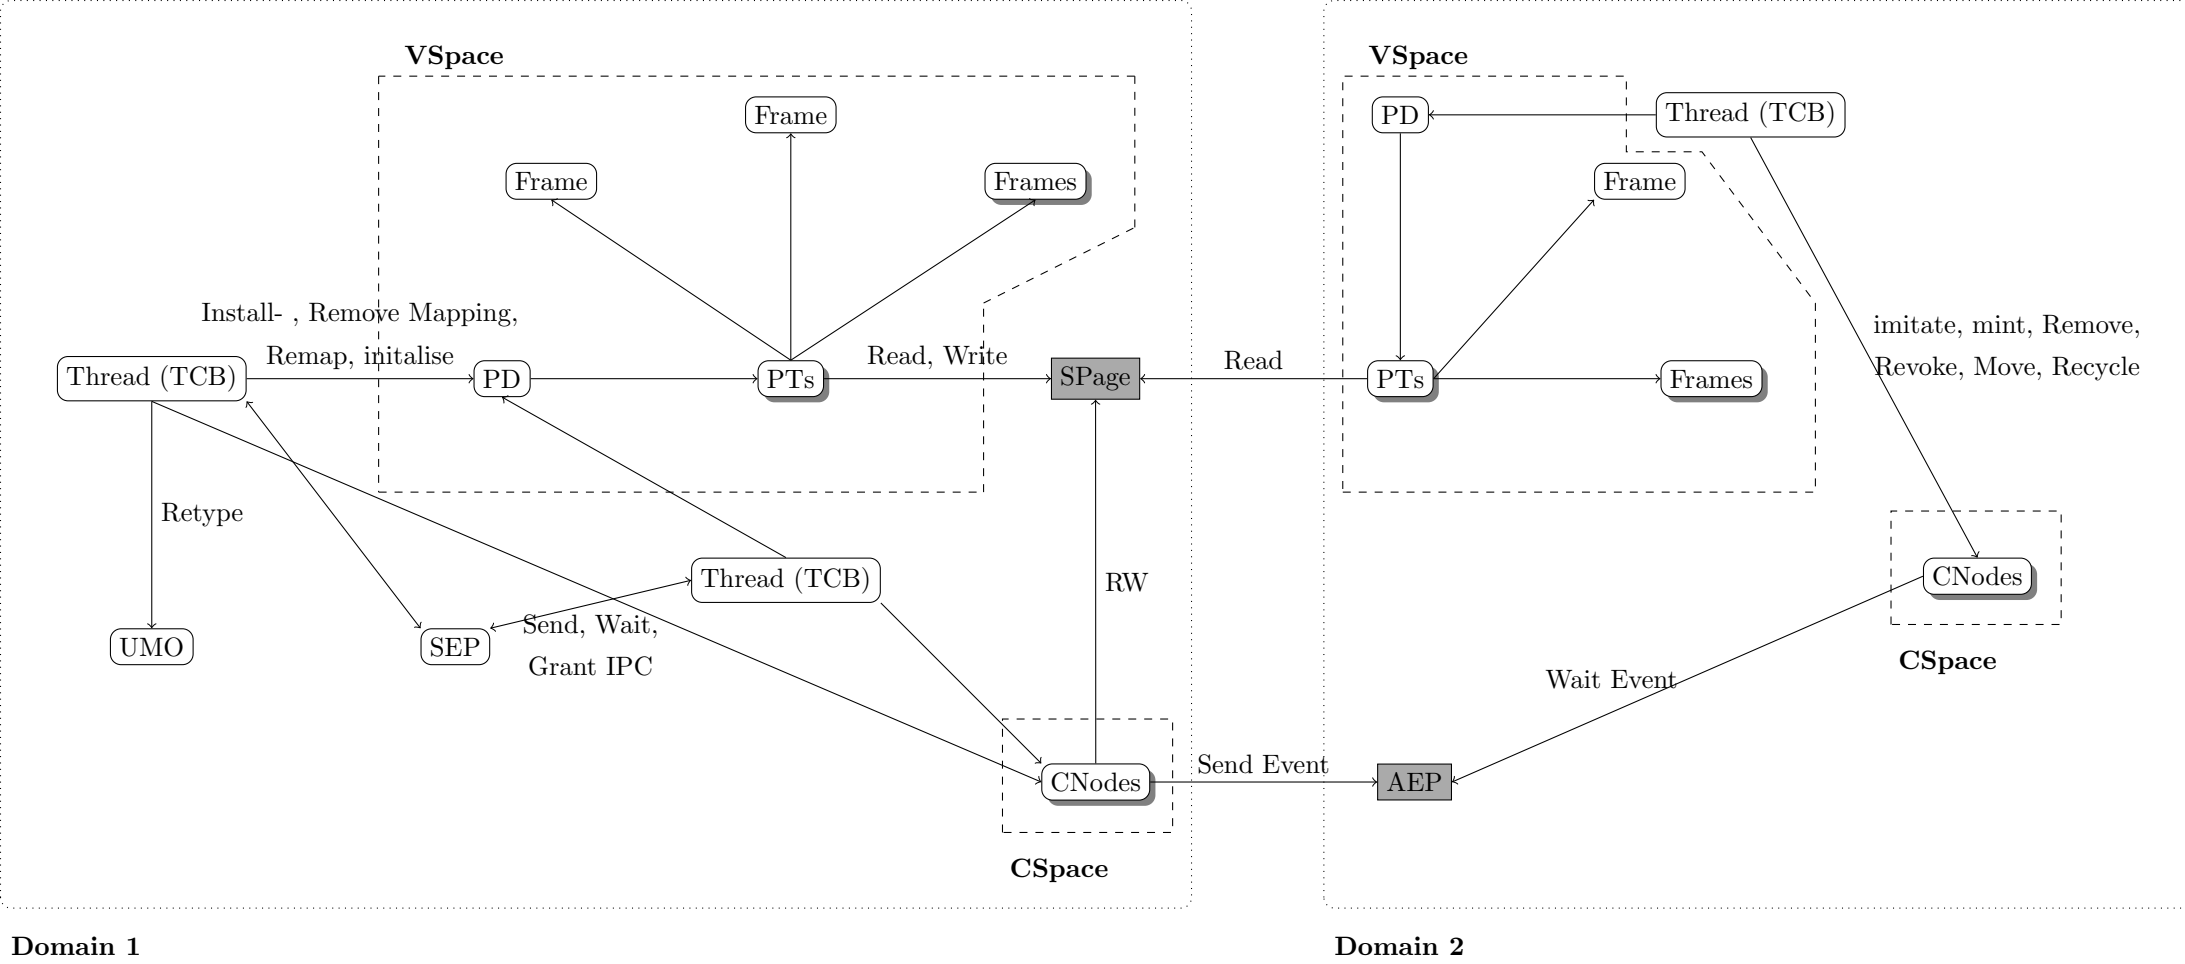 VSpace
VSpace
Frame
PD
Thread (TCB)
Frame
Frames
Frame
Install- , Remove Mapping,
Remap, initalise
imitate, mint, Remove,
Revoke, Move, Recycle
Read, Write
Read
Thread (TCB)
PD
PTs
SPage
PTs
Frames
Retype
Thread (TCB)
RW
CNodes
Send, Wait,
Grant IPC
UMO
SEP
CSpace
Wait Event
Send Event
CNodes
AEP
CSpace
Domain 1
Domain 2